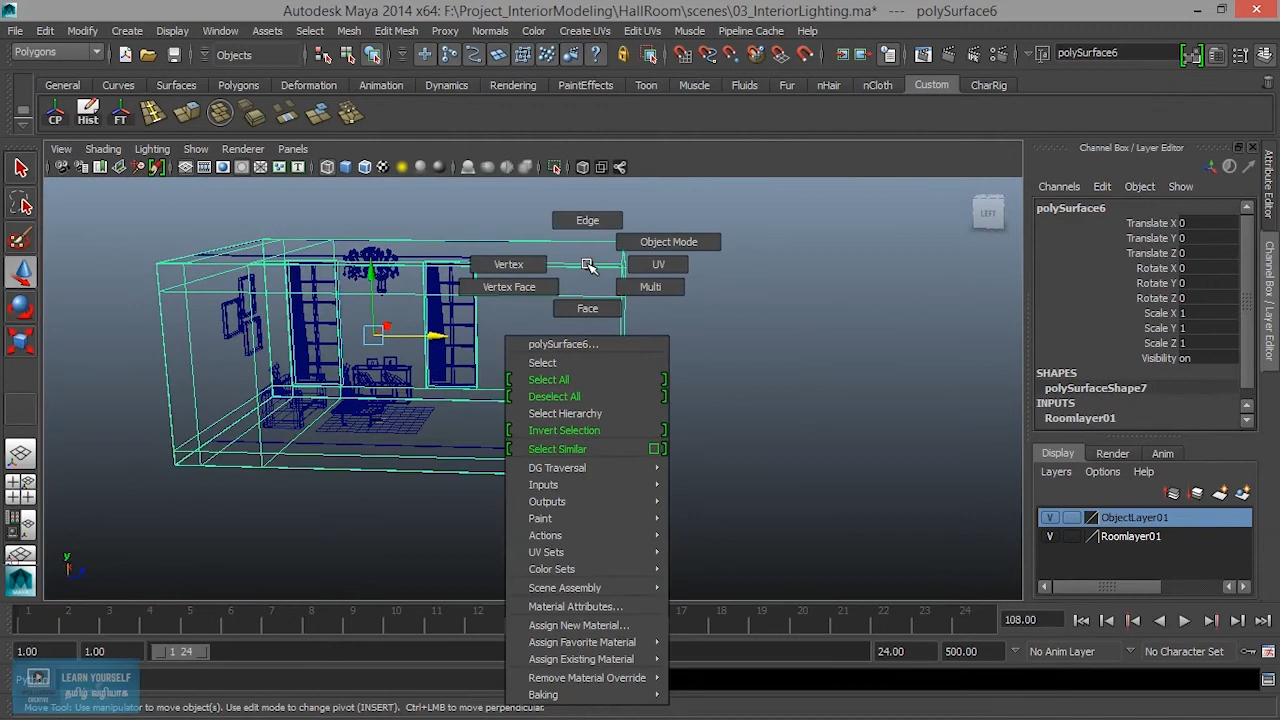 Autodesk Maya 2014 x64: F:\Project_InteriorModeling\HallRoom\scenes\03_InteriorLighting.ma* --- polySurface6
File Edit Modify Create Display Window Assets Select Mesh Edit Mesh Proxy Normals Color Create UVs Edit UVs Muscle Pipeline Cache Help
Polygons Objects polySurface6
General Curves Surfaces Polygons Deformation Animation Dynamics Rendering PaintEffects Toon Muscle Fluids Fur nHair nCloth Custom CharRig
CP Hist FT
View Shading Lighting Show Renderer Panels
Channel Box / Layer Editor
Channels Edit Object Show
polySurface6
Translate X 0
Translate Y 0
Translate Z 0
Rotate X 0
Rotate Y 0
Rotate Z 0
Scale X 1
Scale Y 1
Scale Z 1
Visibility on
SHAPES
polySurfaceShape7
INPUTS
Roomlayer01
Attribute Editor
Channel Box / Layer Editor
LEFT
Edge
Object Mode
Vertex
UV
Vertex Face
Multi
Face
polySurface6...
Select
Select All
Deselect All
Select Hierarchy
Invert Selection
Select Similar
DG Traversal
Inputs
Outputs
Paint
Actions
UV Sets
Color Sets
Scene Assembly
Material Attributes...
Assign New Material...
Assign Favorite Material
Assign Existing Material
Remove Material Override
Baking
Display Render Anim
Layers Options Help
V ObjectLayer01
V Roomlayer01
y
1 2 3 4 5 6 7 8 9 10 11 12 17 18 19 20 21 22 23 24 108.00
1.00 1.00 1 24 24.00 500.00 No Anim Layer No Character Set
Python
LEARN YOURSELF
தமிழ் வழியாக
CREATIVE
Move Tool: Use manipulator to move object(s). Use edit mode to change pivot (INSERT). Ctrl+LMB to move perpendicular.